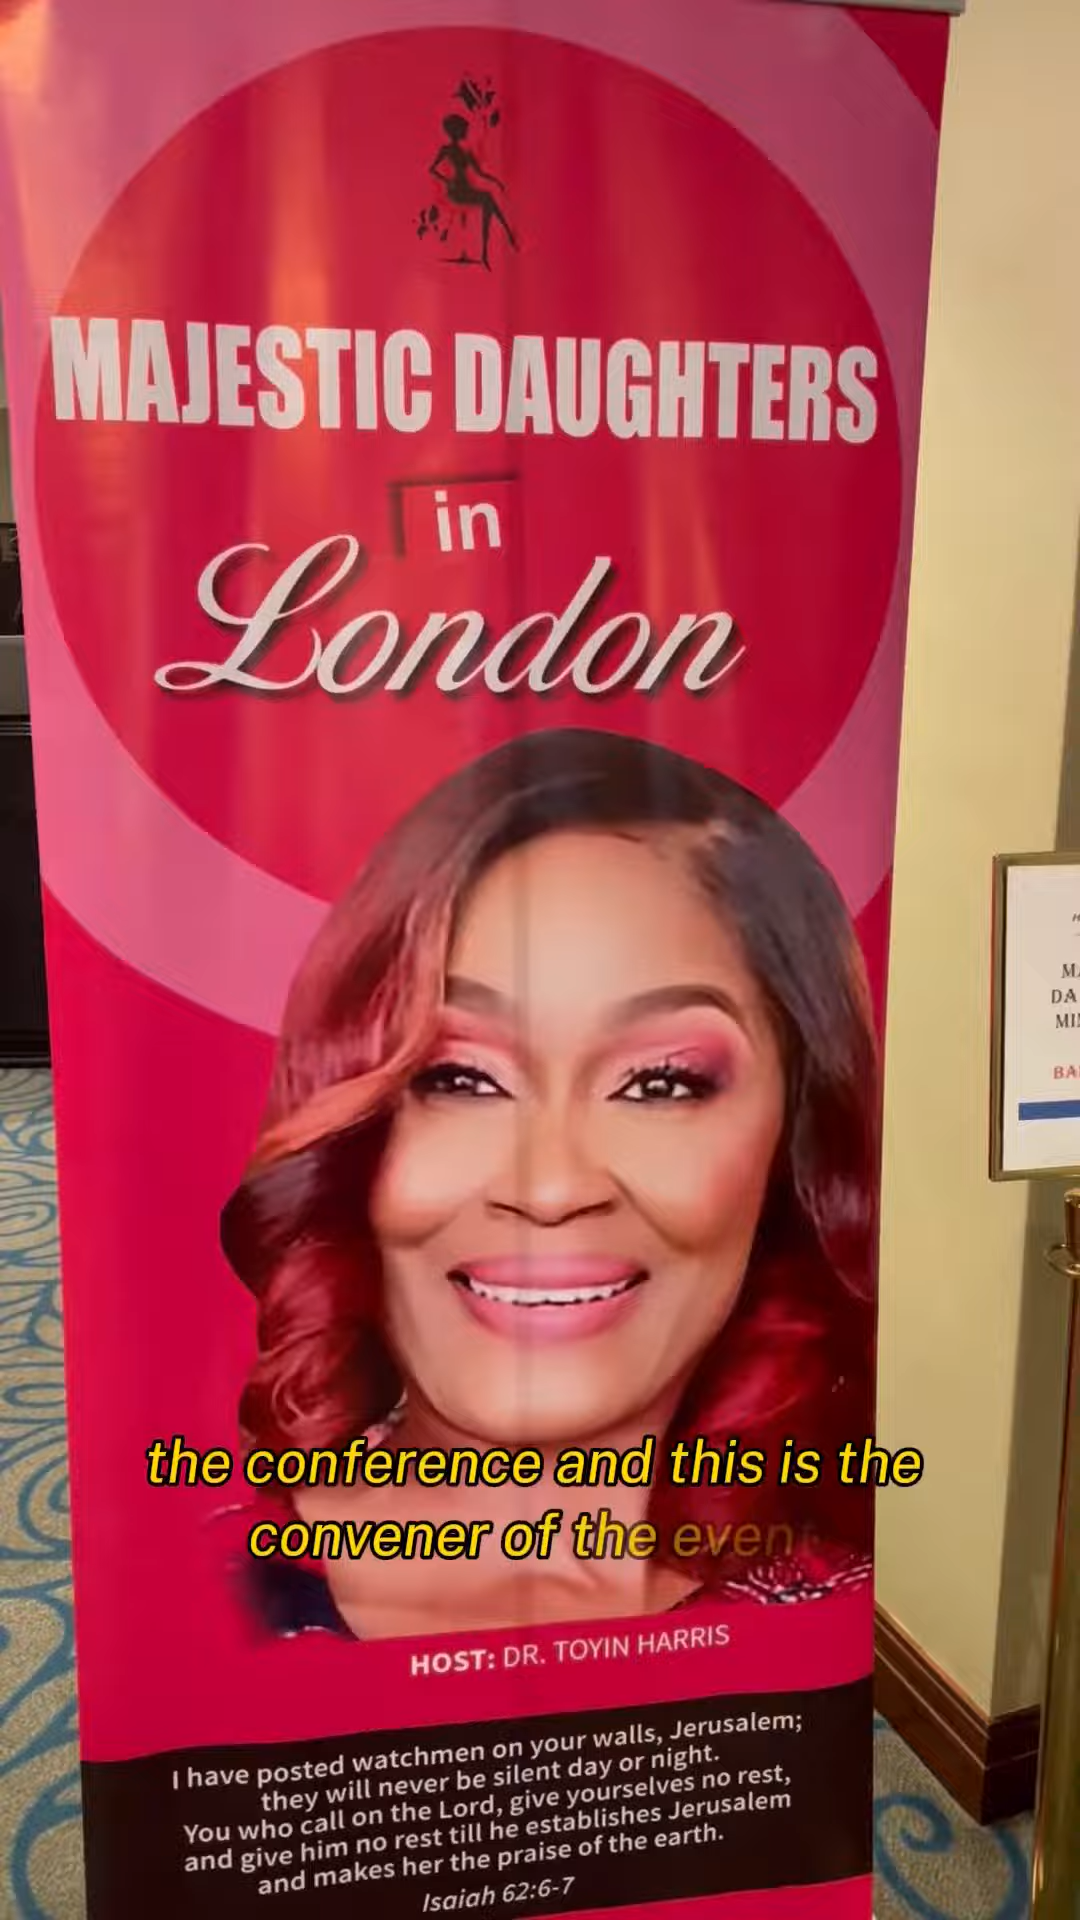 MAJESTIC DAUGHTERS
in
London
the conference and this is the
convener of the even
HOST: DR. TOYIN HARRIS
I have posted watchmen on your walls, Jerusalem;
they will never be silent day or night.
You who call on the Lord, give yourselves no rest,
and give him no rest till he establishes Jerusalem
and makes her the praise of the earth.
Isaiah 62:6-7